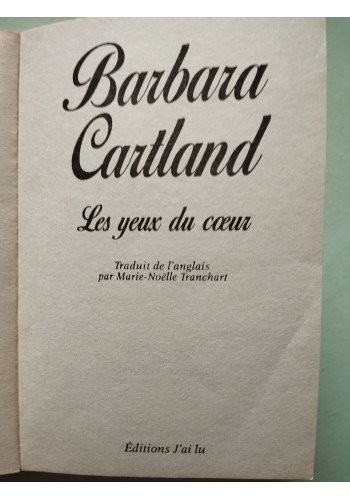 Barbara
Cartland
Les yeux du cœur
Traduit de l'anglais
par Marie-Noëlle Tranchart
Éditions J'ai lu